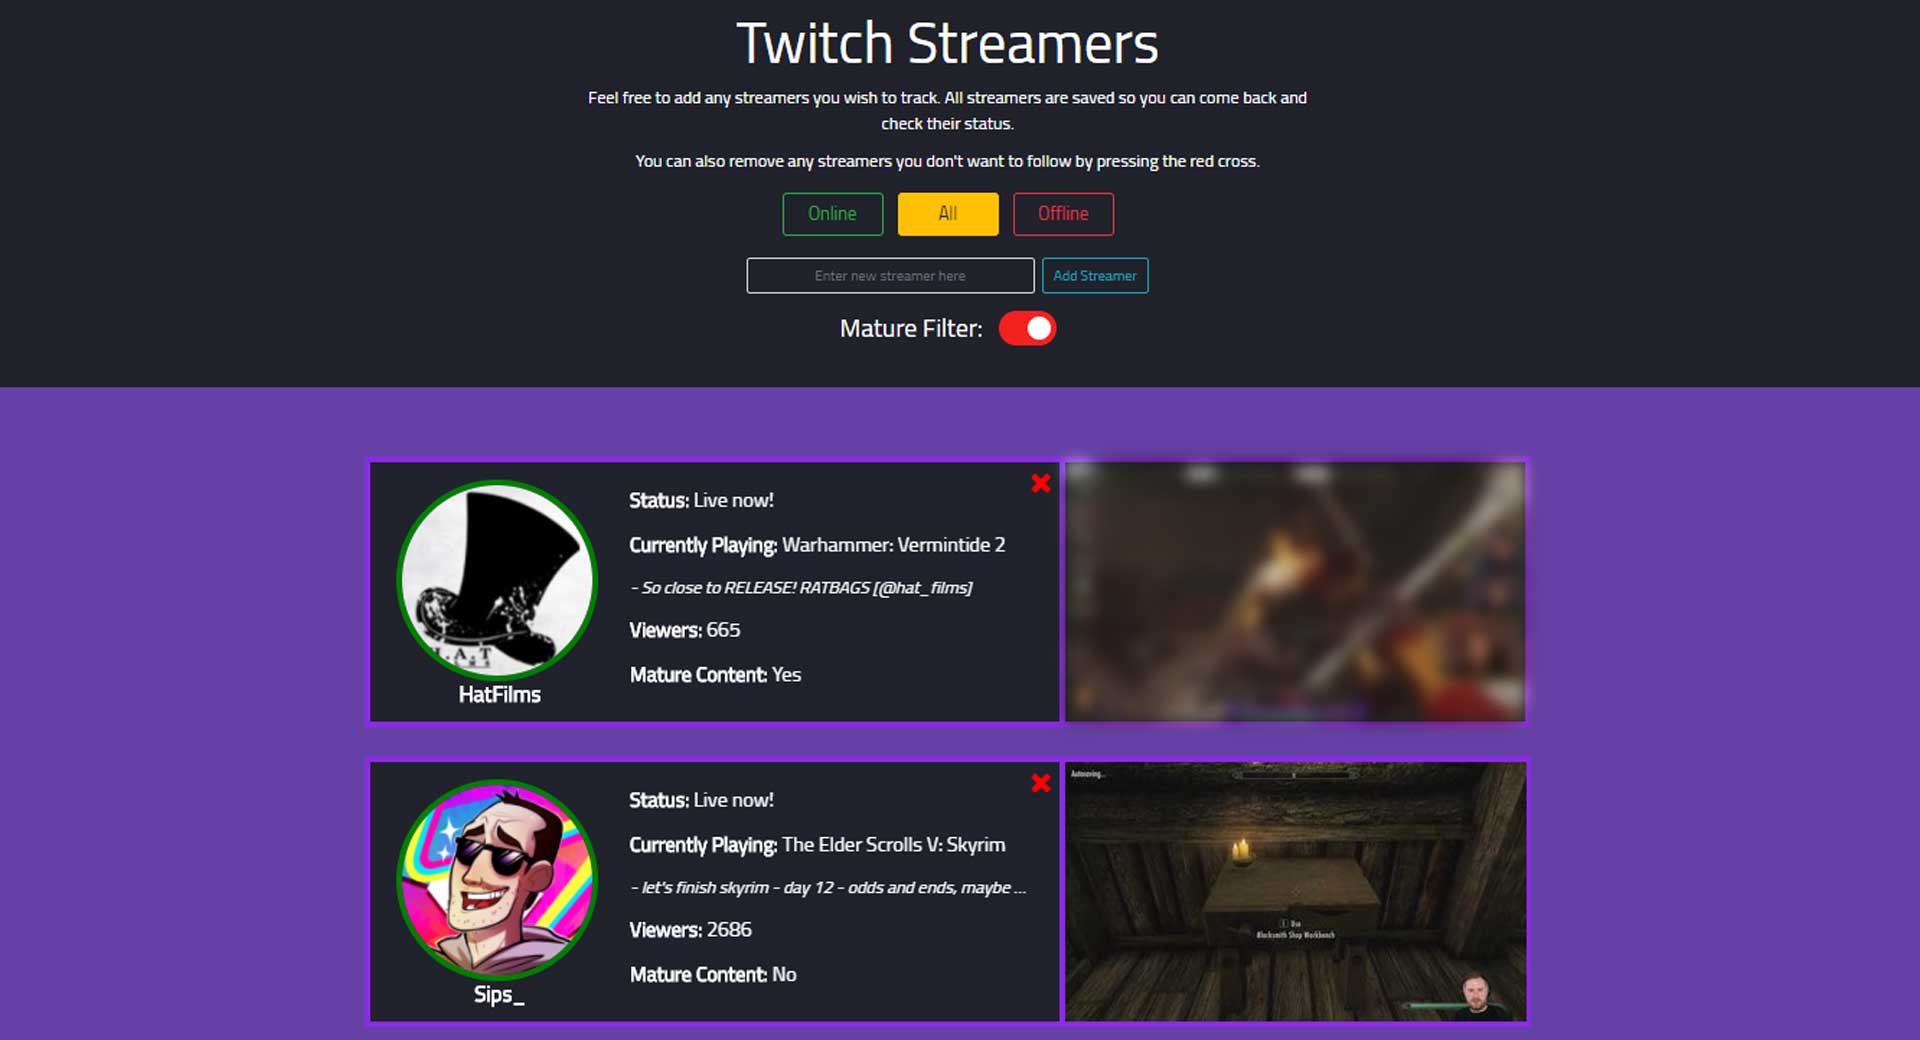 Twitch Streamers
Feel free to add any streamers you wish to track. All streamers are saved so you can come back and
check their status.
You can also remove any streamers you don't want to follow by pressing the red cross.
Online
All
Offline
Enter new streamer here
Add Streamer
Mature Filter:
Status: Live now!
Currently Playing: Warhammer: Vermintide 2
- So close to RELEASE! RATBAGS [@hat_films]
Viewers: 665
Mature Content: Yes
.A.T
HatFilms
Status: Live now!
Currently Playing: The Elder Scrolls V: Skyrim
- let's finish skyrim - day 12 - odds and ends, maybe ...
Viewers: 2686
Mature Content: No
Sips_
Autosaving...
E Use
Blacksmith Shop Workbench